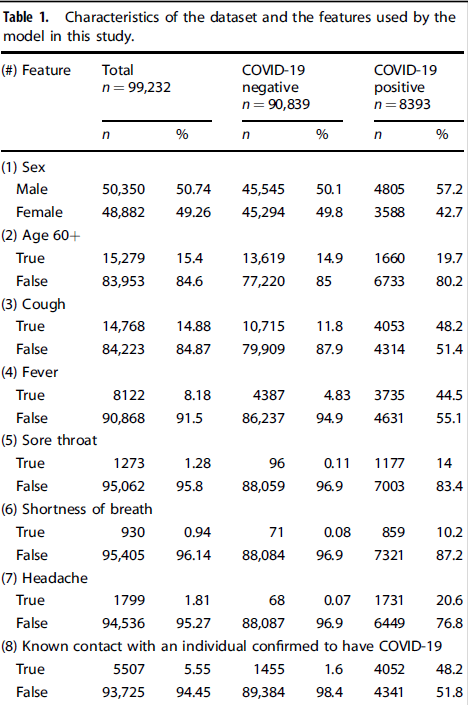 Table 1. Characteristics of the dataset and the features used by the
model in this study.
(#) Feature Total COVID-19 COVID-19
n = 99,232 negative positive
n = 90,839 n = 8393
n % n % n %
(1) Sex
Male 50,350 50.74 45,545 50.1 4805 57.2
Female 48,882 49.26 45,294 49.8 3588 42.7
(2) Age 60+
True 15,279 15.4 13,619 14.9 1660 19.7
False 83,953 84.6 77,220 85 6733 80.2
(3) Cough
True 14,768 14.88 10,715 11.8 4053 48.2
False 84,223 84.87 79,909 87.9 4314 51.4
(4) Fever
True 8122 8.18 4387 4.83 3735 44.5
False 90,868 91.5 86,237 94.9 4631 55.1
(5) Sore throat
True 1273 1.28 96 0.11 1177 14
False 95,062 95.8 88,059 96.9 7003 83.4
(6) Shortness of breath
True 930 0.94 71 0.08 859 10.2
False 95,405 96.14 88,084 96.9 7321 87.2
(7) Headache
True 1799 1.81 68 0.07 1731 20.6
False 94,536 95.27 88,087 96.9 6449 76.8
(8) Known contact with an individual confirmed to have COVID-19
True 5507 5.55 1455 1.6 4052 48.2
False 93,725 94.45 89,384 98.4 4341 51.8